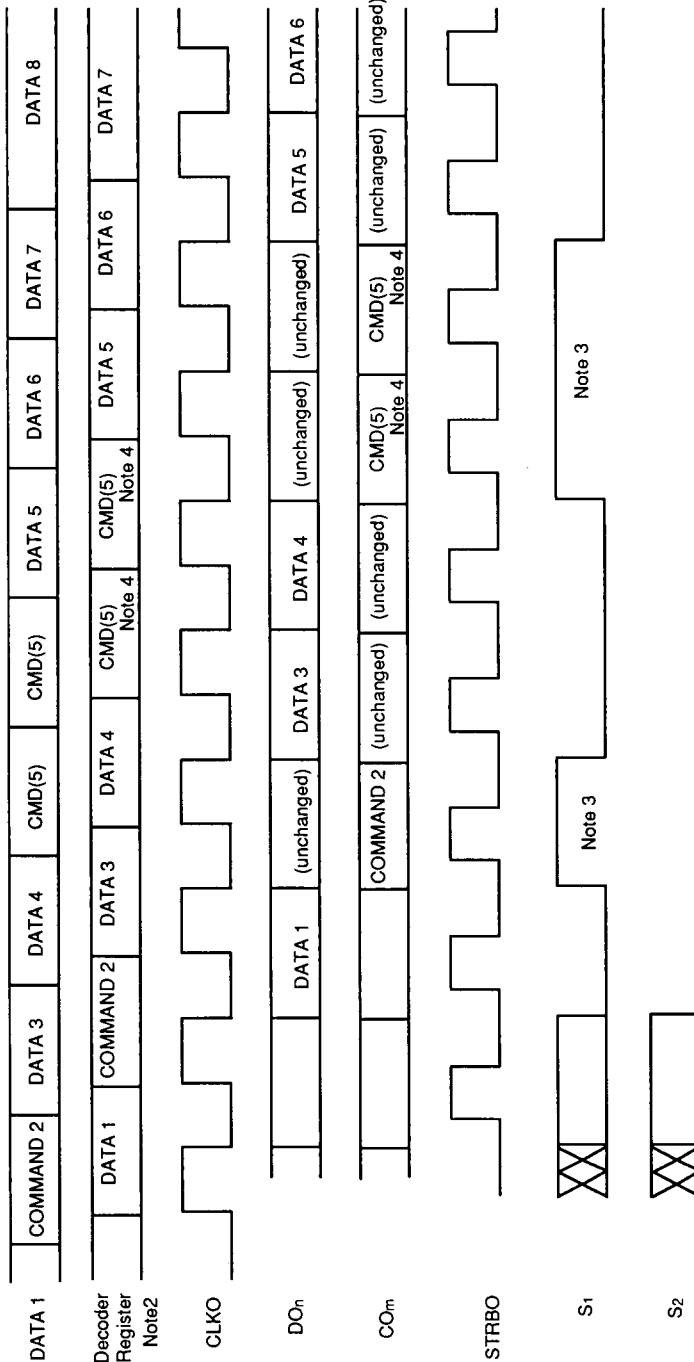 DATA 1 COMMAND 2 DATA 3 DATA 4 CMD(5) CMD(5) DATA 5 DATA 6 DATA 7 DATA 8
Decoder
Register
Note2
DATA 1 COMMAND 2 DATA 3 DATA 4 CMD(5) Note 4 CMD(5) Note 4 DATA 5 DATA 6 DATA 7
CLKO
DOn DATA 1 (unchanged) DATA 3 DATA 4 (unchanged) (unchanged) DATA 5 DATA 6
COm COMMAND 2 (unchanged) (unchanged) CMD(5) Note 4 CMD(5) Note 4 (unchanged) (unchanged)
STRBO
S1 Note 3 Note 3
S2